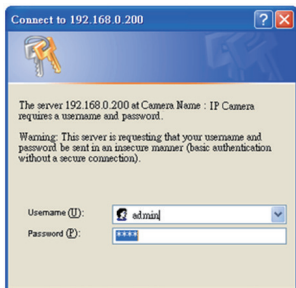 Connect to 192.168.0.200
The server 192.168.0.200 at Camera Name : IP Camera
requires a username and password.
Warning: This server is requesting that your username and
password be sent in an insecure manner (basic authentication
without a secure connection).
Username (U):
admin
Password (P):
****